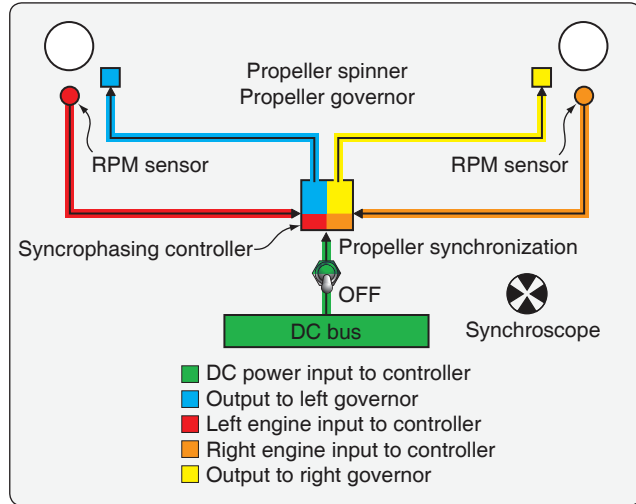 Propeller spinner
Propeller governor
RPM sensor
RPM sensor
Syncrophasing controller
Propeller synchronization
OFF
DC bus
Synchroscope
DC power input to controller
Output to left governor
Left engine input to controller
Right engine input to controller
Output to right governor